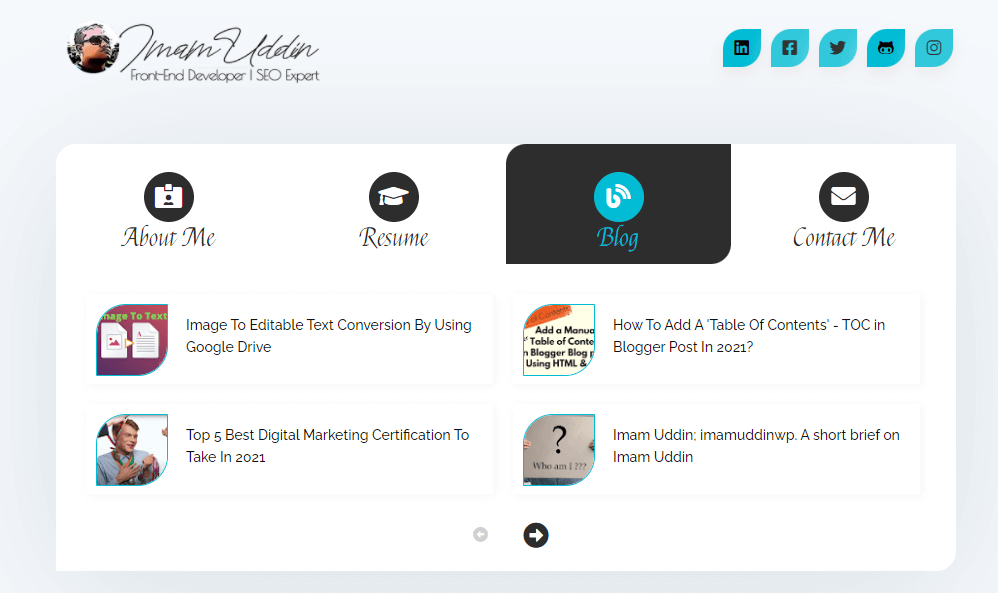 Imam Uddin
Front-End Developer | SEO Expert
About Me
Resume
Blog
Contact Me
Image To Text
Image To Editable Text Conversion By Using
Google Drive
of Contents
Add a Manua
Table of Conte
n Blogger Blog p
Using HTML &
How To Add A 'Table Of Contents' - TOC in
Blogger Post In 2021?
Top 5 Best Digital Marketing Certification To
Take In 2021
?
Who am I ???
Imam Uddin; imamuddinwp. A short brief on
Imam Uddin